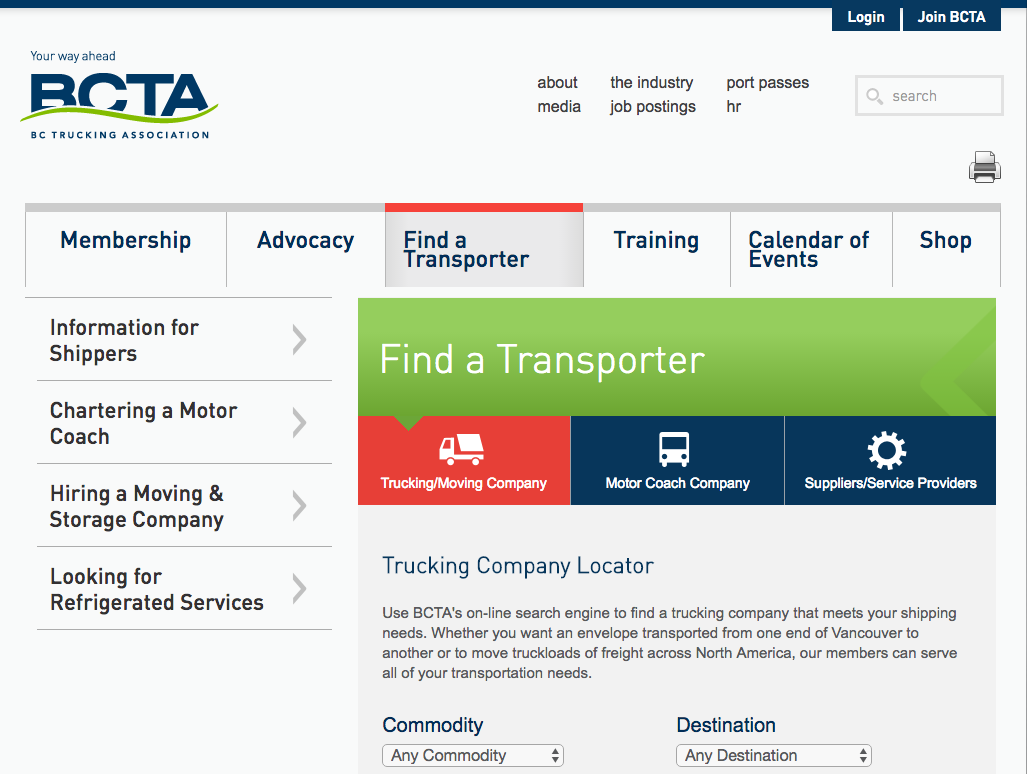 Login
Join BCTA
Your way ahead
BCTA
BC TRUCKING ASSOCIATION
about
the industry
port passes
media
job postings
hr
search
Membership
Advocacy
Find a
Transporter
Training
Calendar of
Events
Shop
Information for
Shippers
Chartering a Motor
Coach
Hiring a Moving &
Storage Company
Looking for
Refrigerated Services
Find a Transporter
Trucking/Moving Company
Motor Coach Company
Suppliers/Service Providers
Trucking Company Locator
Use BCTA's on-line search engine to find a trucking company that meets your shipping
needs. Whether you want an envelope transported from one end of Vancouver to
another or to move truckloads of freight across North America, our members can serve
all of your transportation needs.
Commodity
Destination
Any Commodity
Any Destination